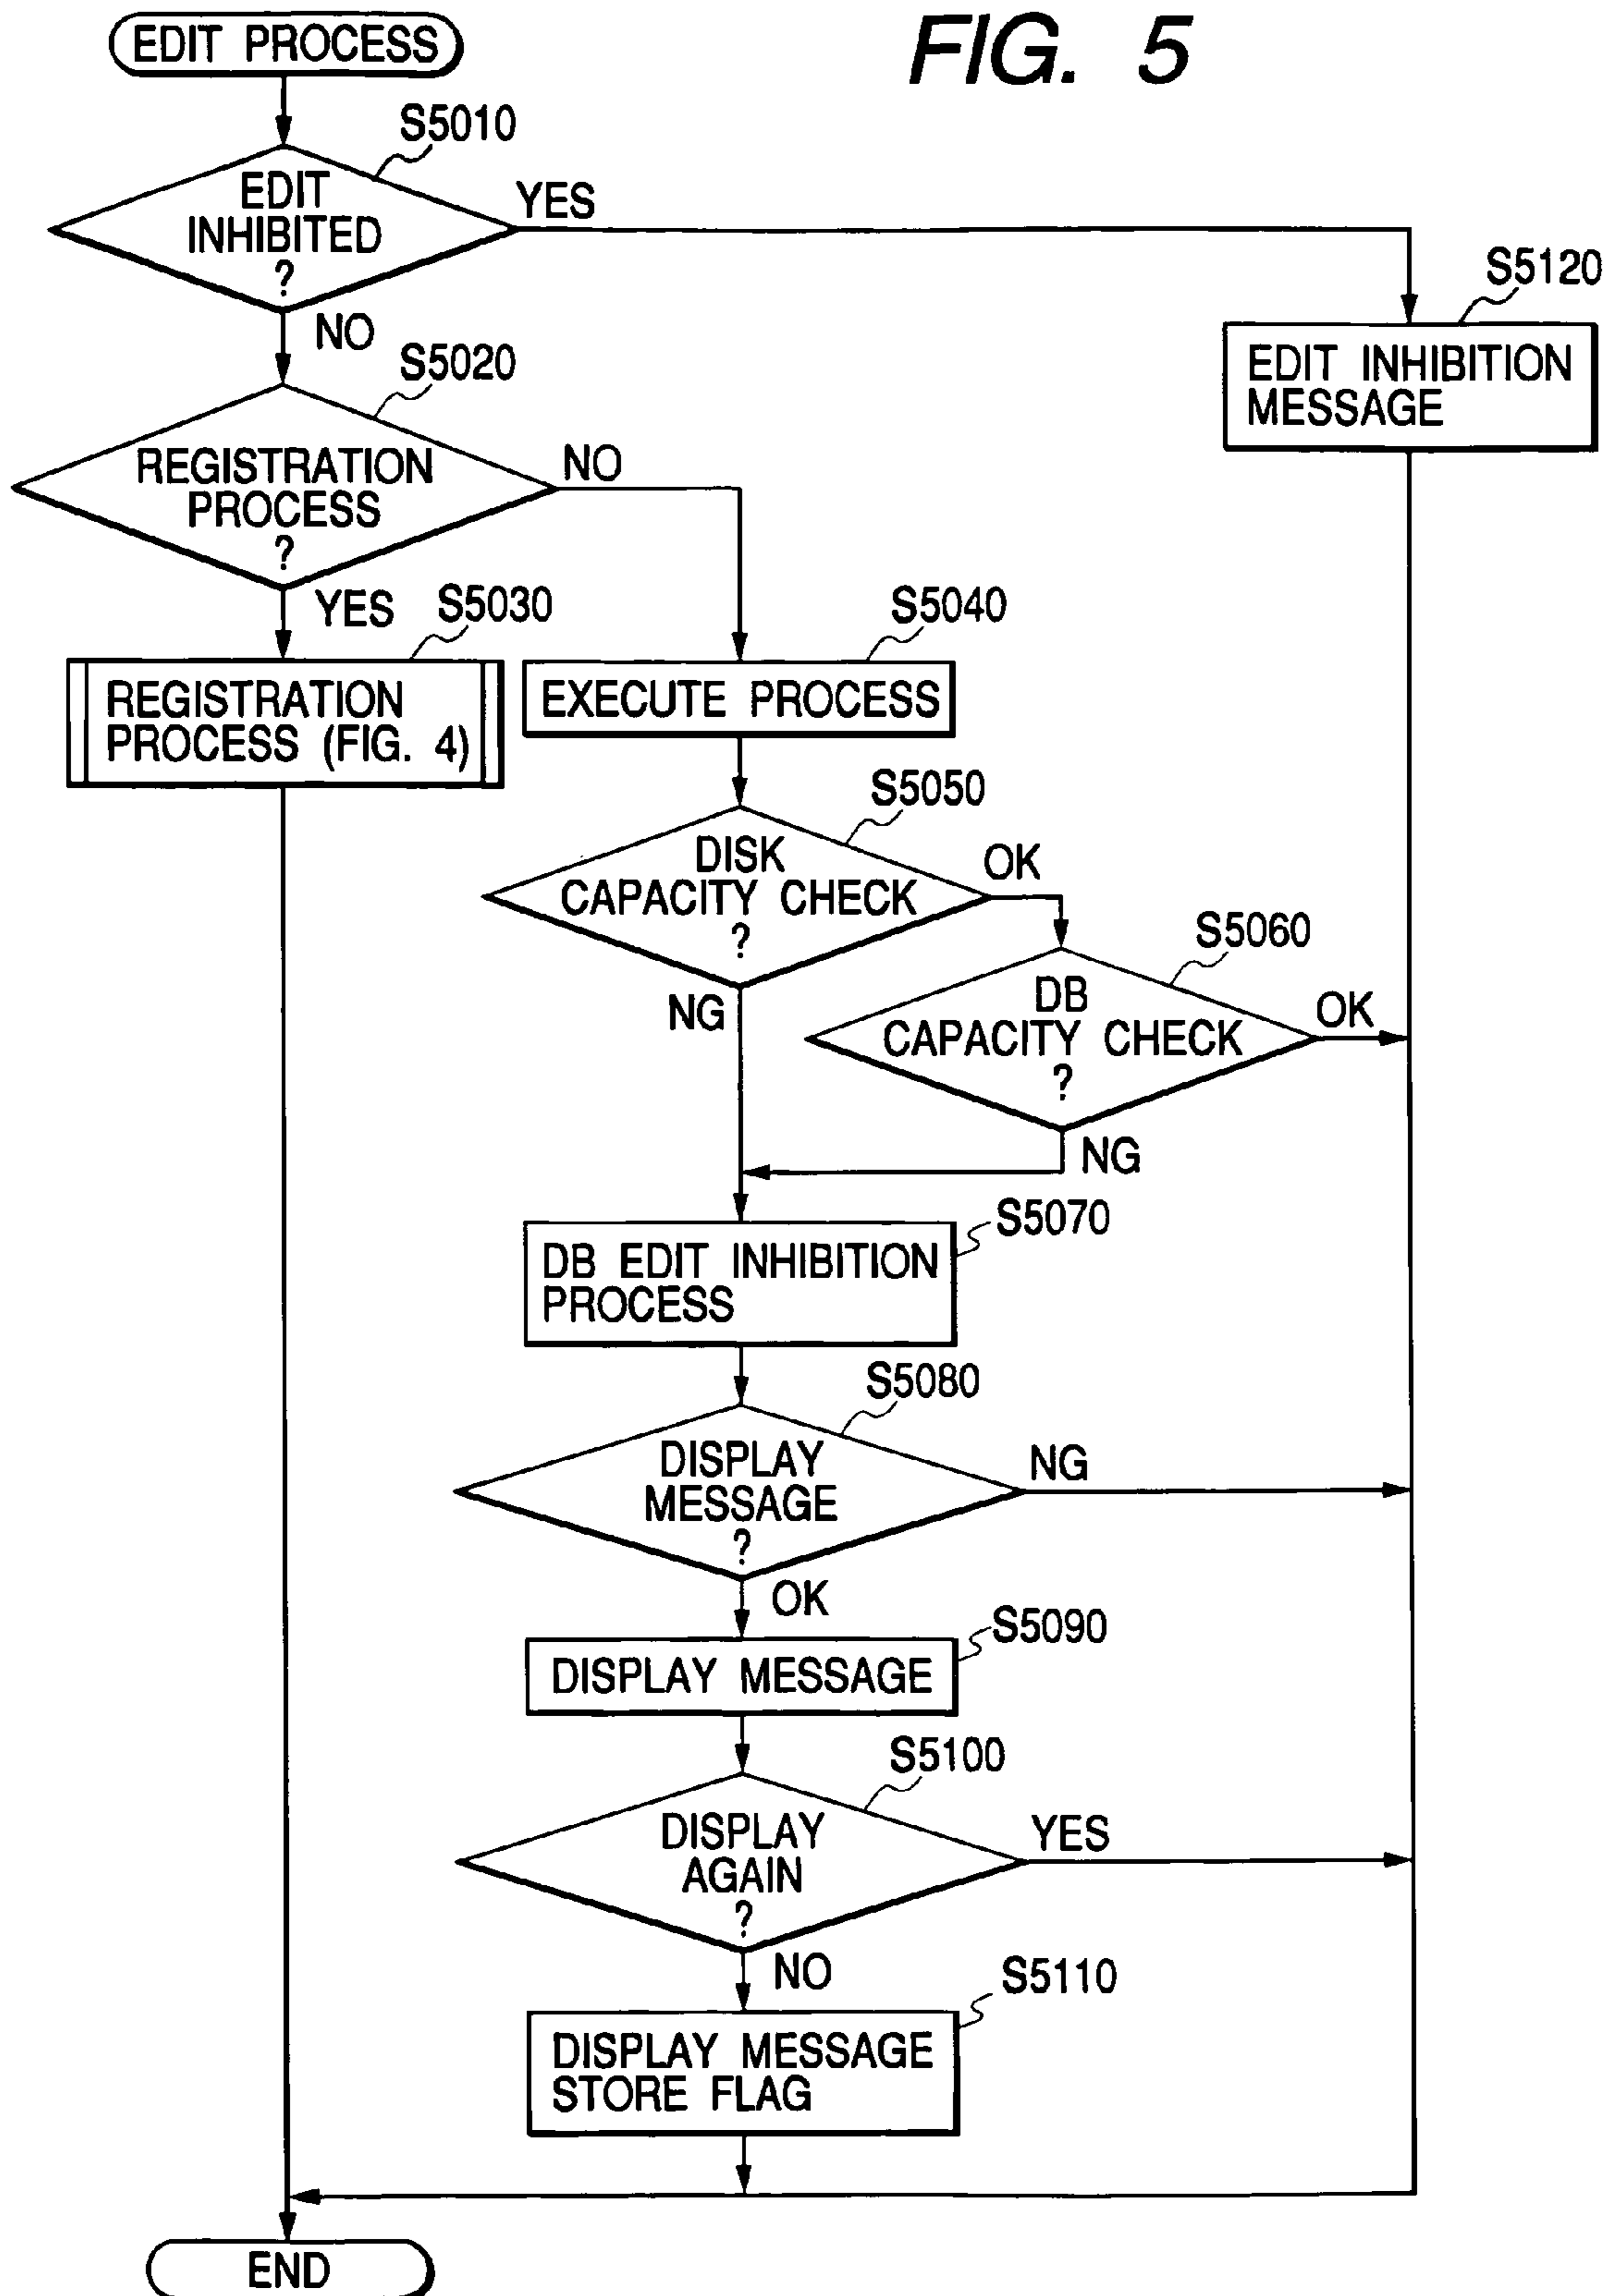 FIG. 5
EDIT PROCESS
S5010
EDIT
INHIBITED
?
YES
NO
S5120
EDIT INHIBITION
MESSAGE
S5020
REGISTRATION
PROCESS
?
NO
YES
S5030
REGISTRATION
PROCESS (FIG. 4)
S5040
EXECUTE PROCESS
S5050
DISK
CAPACITY CHECK
?
OK
NG
S5060
DB
CAPACITY CHECK
?
OK
NG
S5070
DB EDIT INHIBITION
PROCESS
S5080
DISPLAY
MESSAGE
?
NG
OK
S5090
DISPLAY MESSAGE
S5100
DISPLAY
AGAIN
?
YES
NO
S5110
DISPLAY MESSAGE
STORE FLAG
END